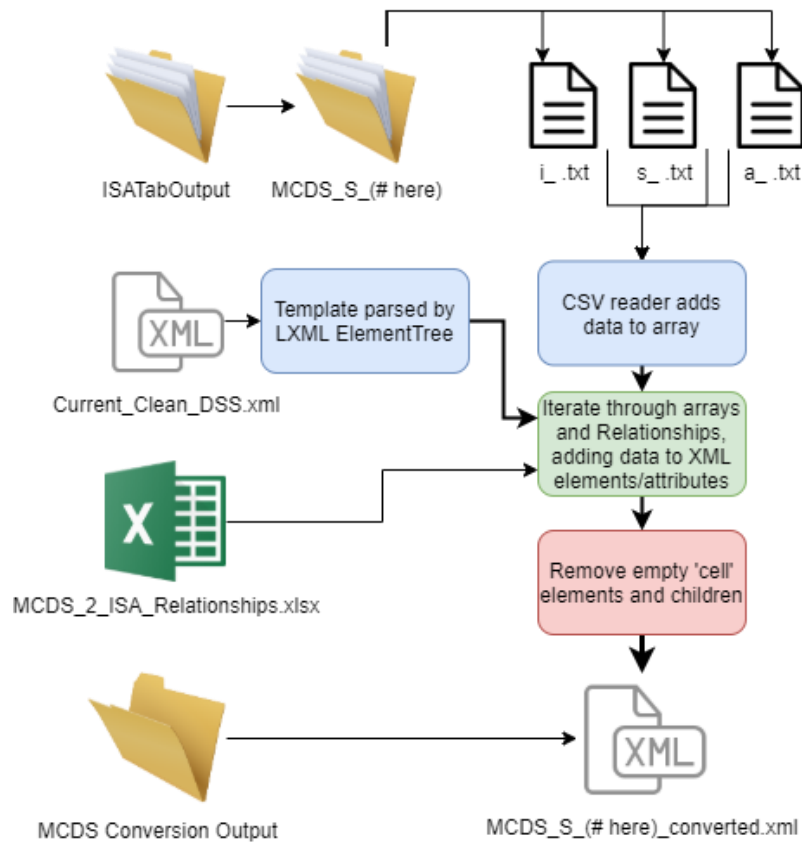 ISATabOutput
MCDS_S_(# here)
i_ .txt
s_ .txt
a_ .txt
XML
Current_Clean_DSS.xml
Template parsed by
LXML ElementTree
CSV reader adds
data to array
Iterate through arrays
and Relationships,
adding data to XML
elements/attributes
X
MCDS_2_ISA_Relationships.xlsx
Remove empty 'cell'
elements and children
MCDS Conversion Output
XML
MCDS_S_(# here)_converted.xml